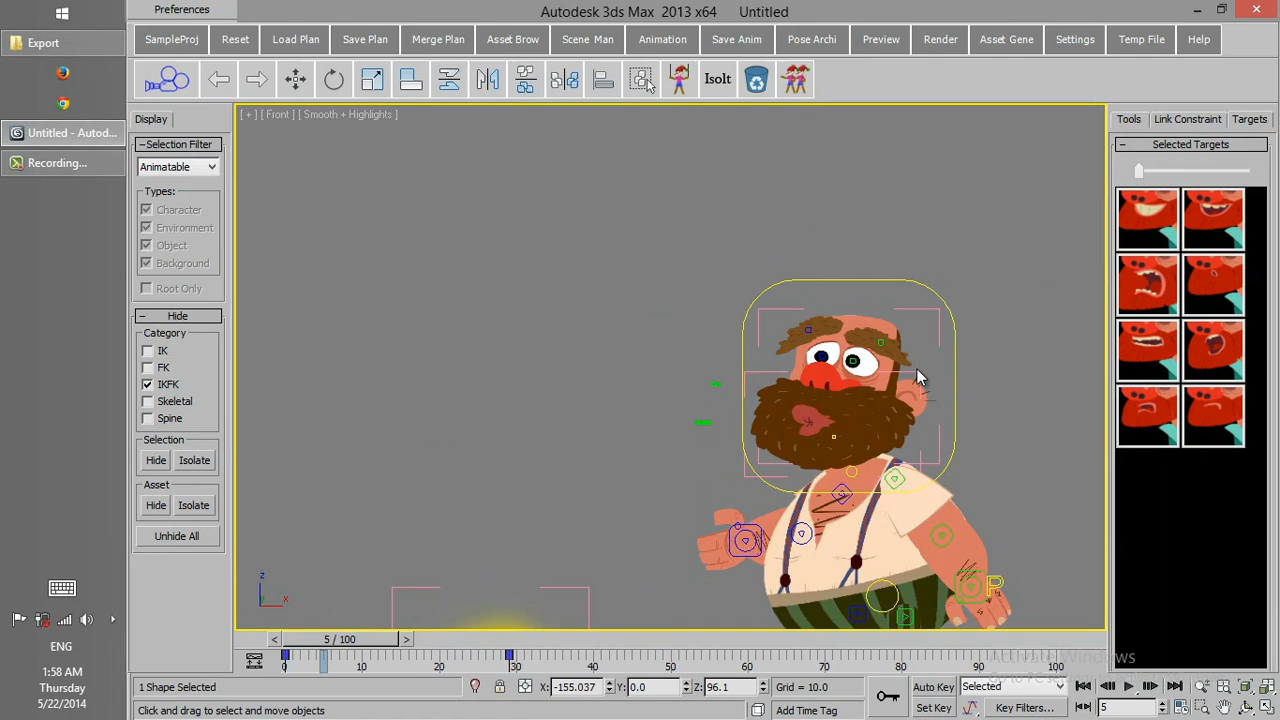 Preferences
Autodesk 3ds Max 2013 x64 Untitled
Export
SampleProj Reset Load Plan Save Plan Merge Plan Asset Brow Scene Man Animation Save Anim Pose Archi Preview Render Asset Gene Settings Temp File Help
Isolt
Untitled - Autod...
Recording...
Display
[ + ] [ Front ] [ Smooth + Highlights ]
Tools Link Constraint Targets
Selection Filter
Selected Targets
Animatable
Types:
Character
Environment
Object
Background
Root Only
Hide
Category
IK
FK
IKFK
Skeletal
Spine
Selection
Hide Isolate
Asset
Hide Isolate
Unhide All
P
z
x
5 / 100
0 10 20 30 40 50 60 70 80 90 100
Activate Windows
ENG
1:58 AM
Thursday
5/22/2014
1 Shape Selected
X: -155.037 Y: 0.0 Z: 96.1 Grid = 10.0
Auto Key Selected
Click and drag to select and move objects
Add Time Tag
Set Key Key Filters...
5